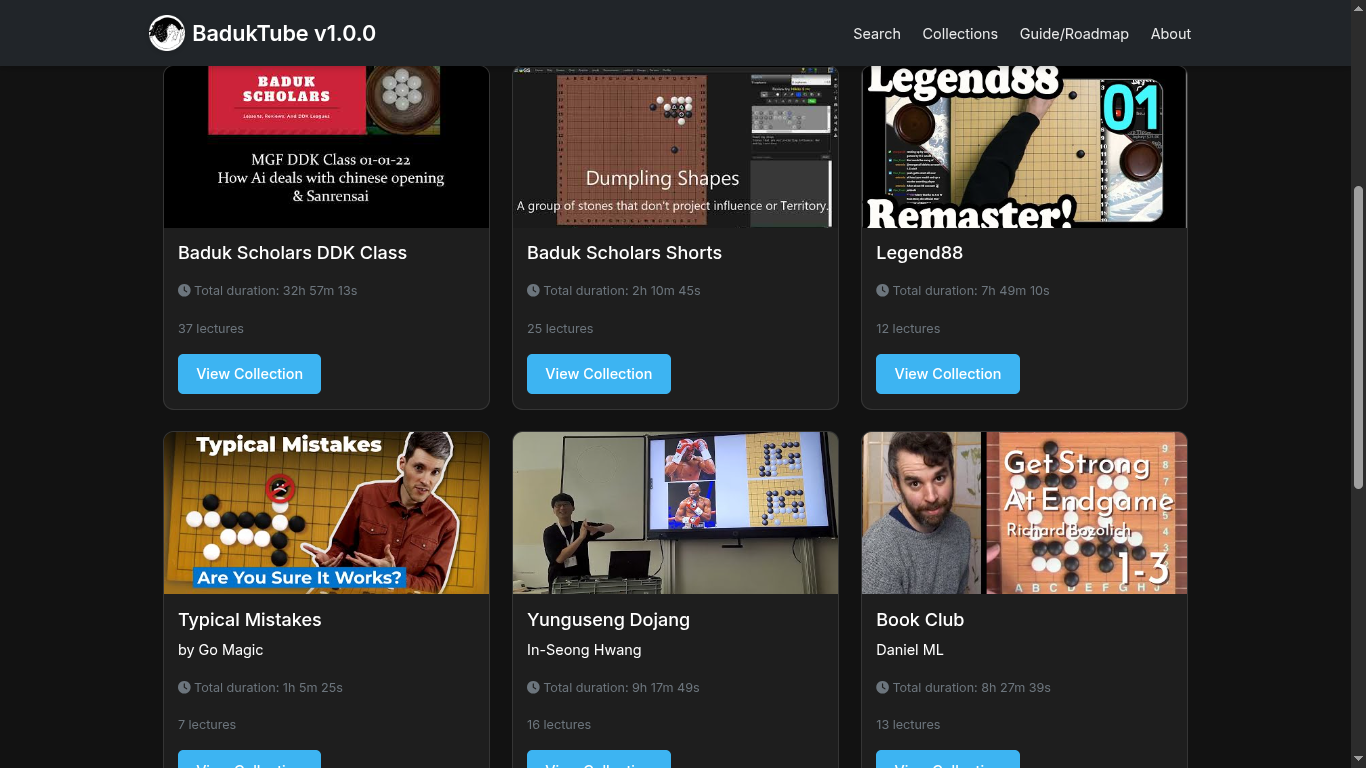 BadukTube v1.0.0
Search
Collections
Guide/Roadmap
About
BADUK
SCHOLARS
Lessons, Reviews, And DDK Leagues
MGF DDK Class 01-01-22
How Ai deals with chinese opening
& Sanrensai
Dumpling Shapes
A group of stones that don't project influence or Territory.
Legend88
01
Remaster!
Baduk Scholars DDK Class
Total duration: 32h 57m 13s
37 lectures
View Collection
Baduk Scholars Shorts
Total duration: 2h 10m 45s
25 lectures
View Collection
Legend88
Total duration: 7h 49m 10s
12 lectures
View Collection
Typical Mistakes
Are You Sure It Works?
Get Strong
At Endgame
Richard Bozulich
1-3
9
8
7
6
5
4
3
A B C D E F G H J
Typical Mistakes
by Go Magic
Total duration: 1h 5m 25s
7 lectures
View Collection
Yunguseng Dojang
In-Seong Hwang
Total duration: 9h 17m 49s
16 lectures
View Collection
Book Club
Daniel ML
Total duration: 8h 27m 39s
13 lectures
View Collection